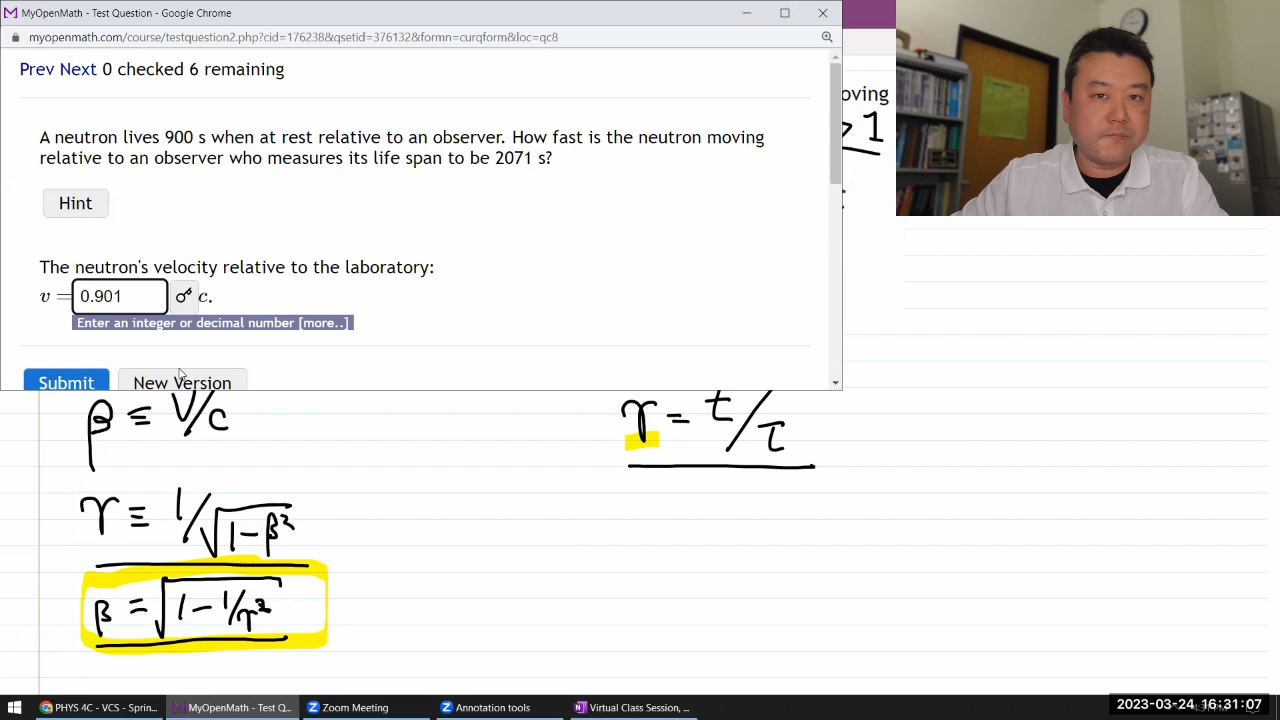 MyOpenMath - Test Question - Google Chrome
myopenmath.com/course/testquestion2.php?cid=176238&qsetid=376132&formn=curqform&loc=qc8
Prev Next 0 checked 6 remaining
A neutron lives 900 s when at rest relative to an observer. How fast is the neutron moving
relative to an observer who measures its life span to be 2071 s?
Hint
The neutron's velocity relative to the laboratory:
v = 0.901 c.
Enter an integer or decimal number [more..]
Submit New Version
oving
> 1
β ≡ v/c
γ = t/τ
γ ≡ 1/√1-β²
β = √1-1/γ²
PHYS 4C - VCS - Sprin...
MyOpenMath - Test Q...
Zoom Meeting
Annotation tools
Virtual Class Session, ...
2023-03-24 16:31:07